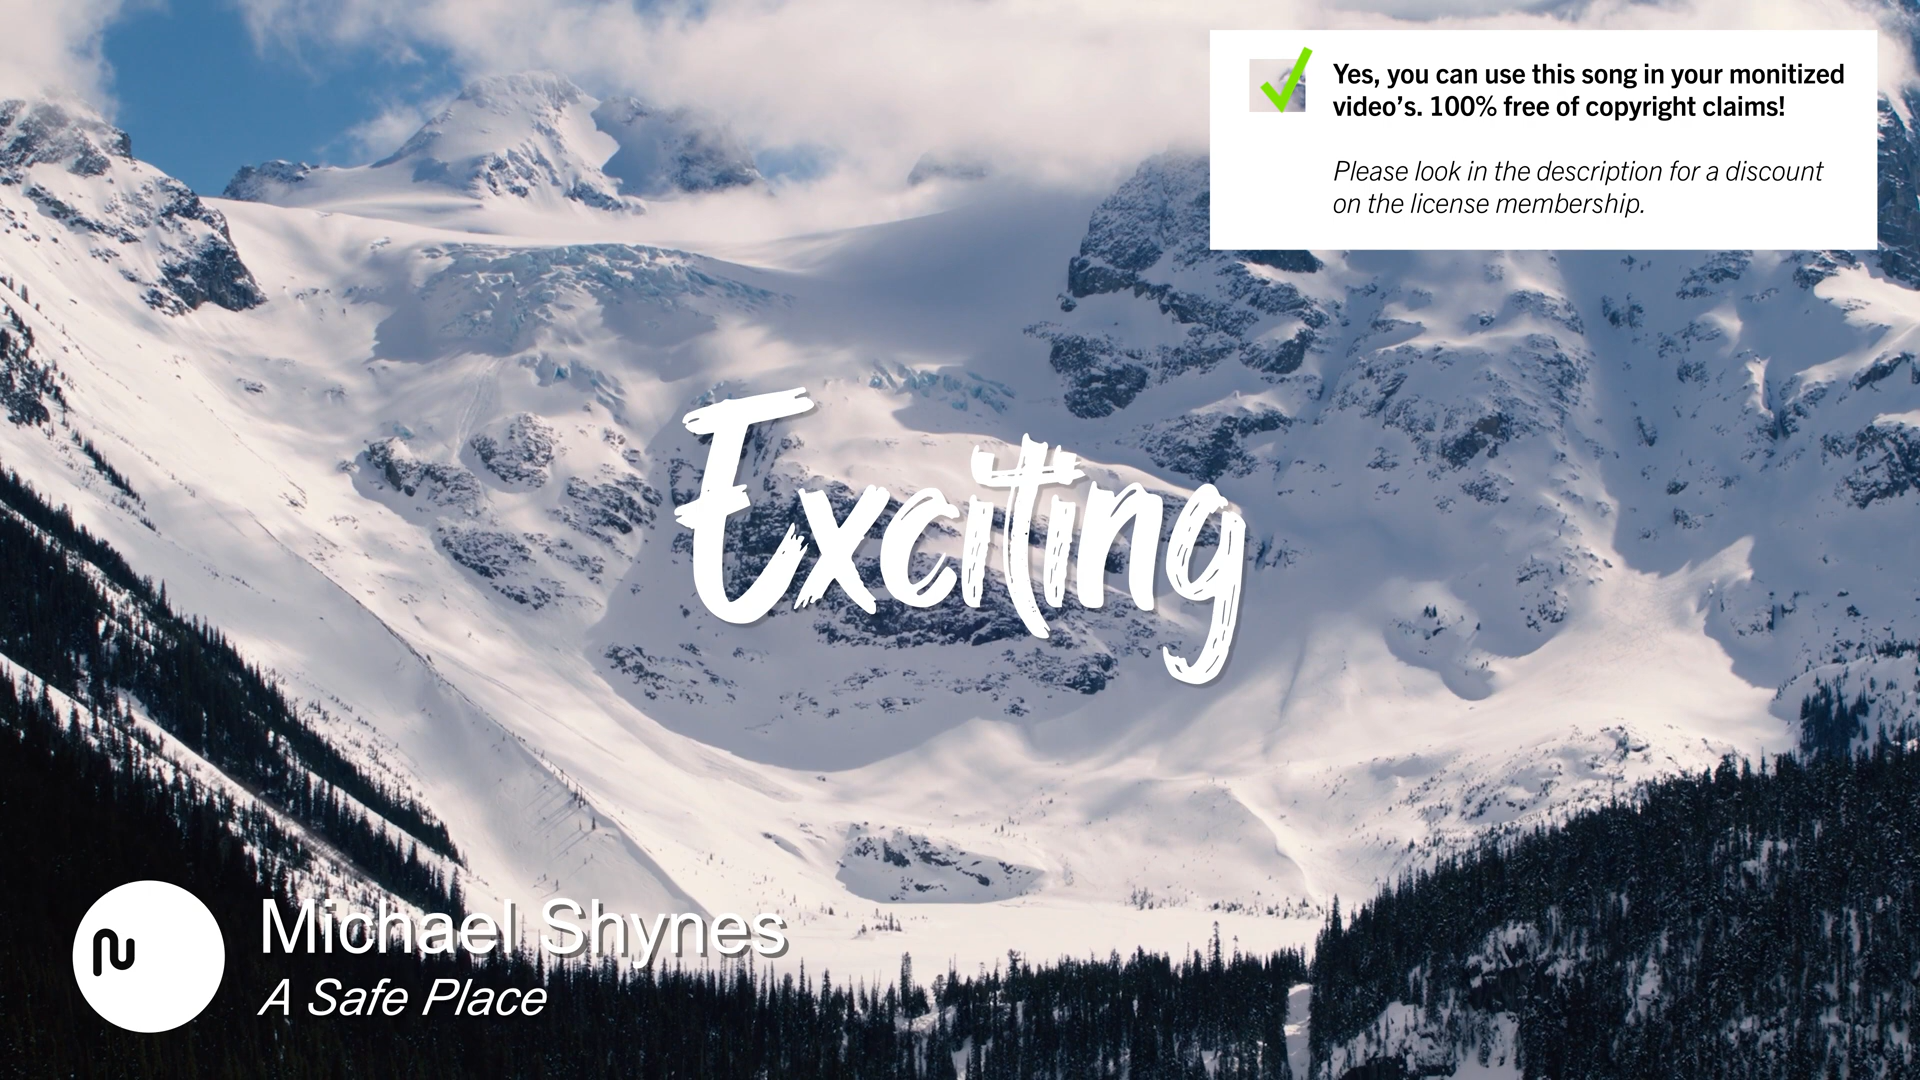 Yes, you can use this song in your monitized
video’s. 100% free of copyright claims!
Please look in the description for a discount
on the license membership.
Exciting
Michael Shynes
A Safe Place